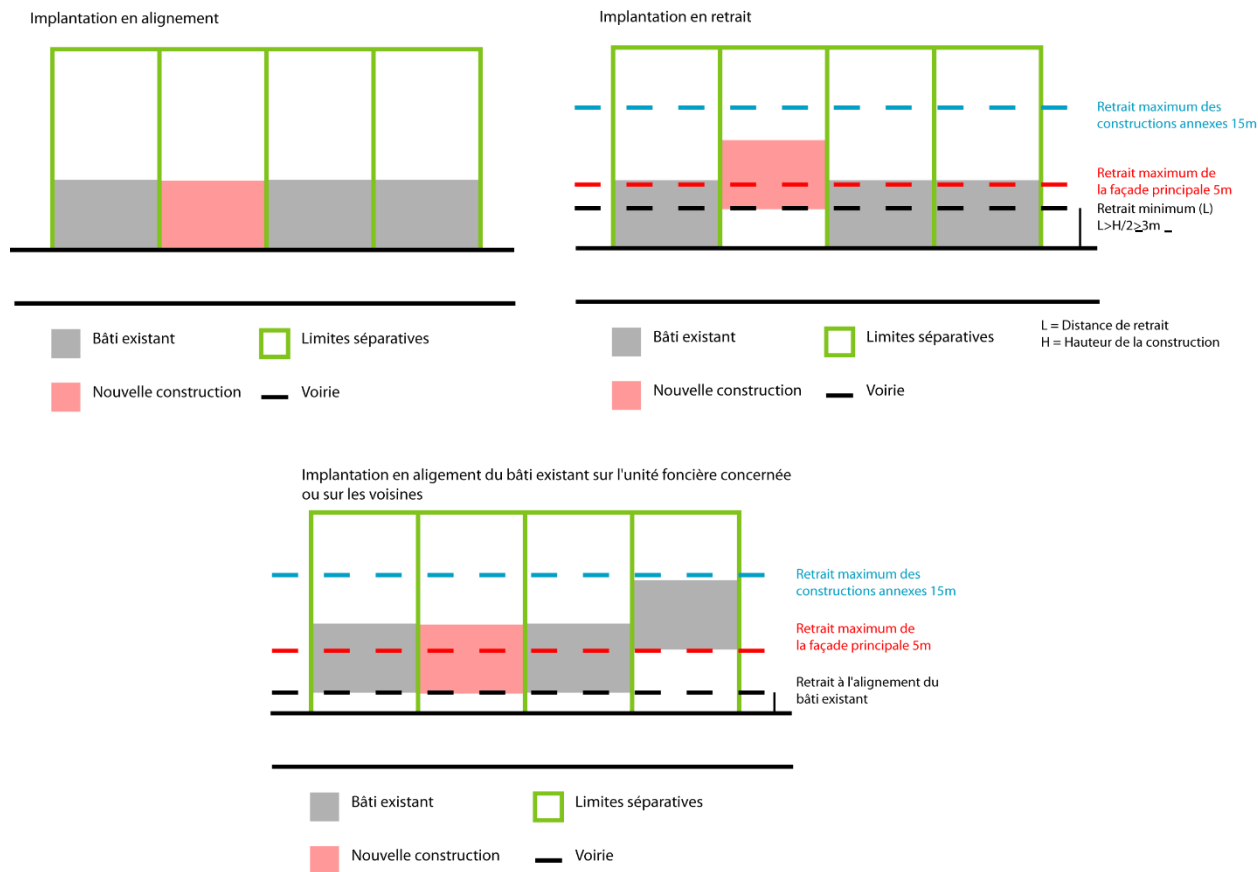 Implantation en alignement
Bâti existant
Limites séparatives
Nouvelle construction
Voirie
Implantation en retrait
Retrait maximum des
constructions annexes 15m
Retrait maximum de
la façade principale 5m
Retrait minimum (L)
L>H/2≥3m
Bâti existant
Limites séparatives
L = Distance de retrait
H = Hauteur de la construction
Nouvelle construction
Voirie
Implantation en aligement du bâti existant sur l'unité foncière concernée
ou sur les voisines
Retrait maximum des
constructions annexes 15m
Retrait maximum de
la façade principale 5m
Retrait à l'alignement du
bâti existant
Bâti existant
Limites séparatives
Nouvelle construction
Voirie